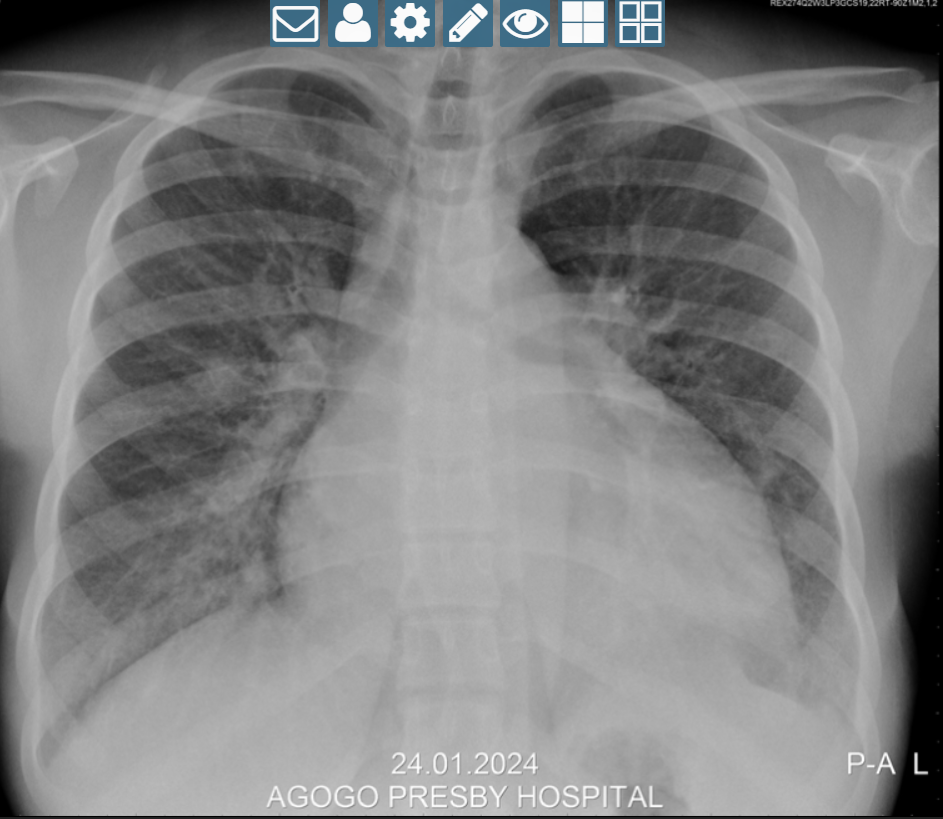 REX274Q2W3LP3GCS19,22RT-90Z1M2,1,2
24.01.2024
P-A L
AGOGO PRESBY HOSPITAL